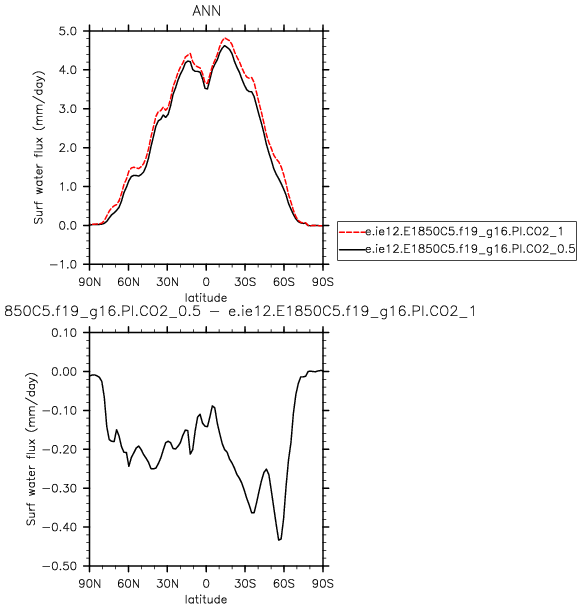 ANN
Surf water flux (mm/day)
5.0
4.0
3.0
2.0
1.0
0.0
−1.0
90N 60N 30N 0 30S 60S 90S
latitude
e.ie12.E1850C5.f19_g16.PI.CO2_1
e.ie12.E1850C5.f19_g16.PI.CO2_0.5
850C5.f19_g16.PI.CO2_0.5 − e.ie12.E1850C5.f19_g16.PI.CO2_1
Surf water flux (mm/day)
0.10
0.00
−0.10
−0.20
−0.30
−0.40
−0.50
90N 60N 30N 0 30S 60S 90S
latitude